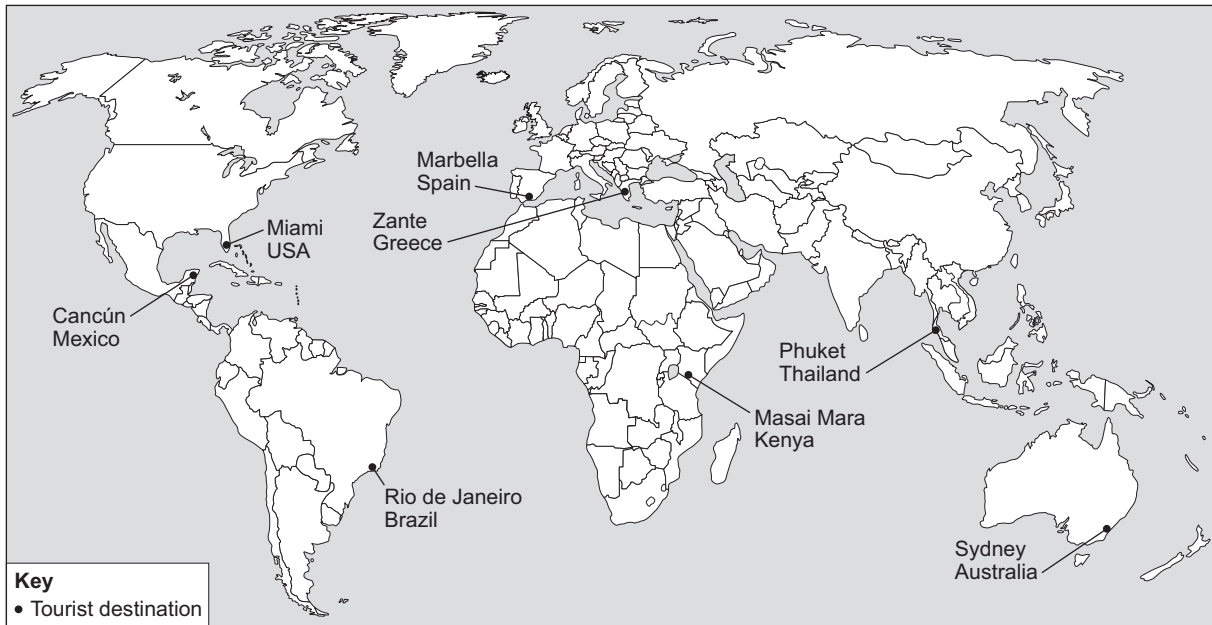 Marbella
Spain
Zante
Greece
Miami
USA
Cancún
Mexico
Phuket
Thailand
Masai Mara
Kenya
Rio de Janeiro
Brazil
Sydney
Australia
Key
• Tourist destination